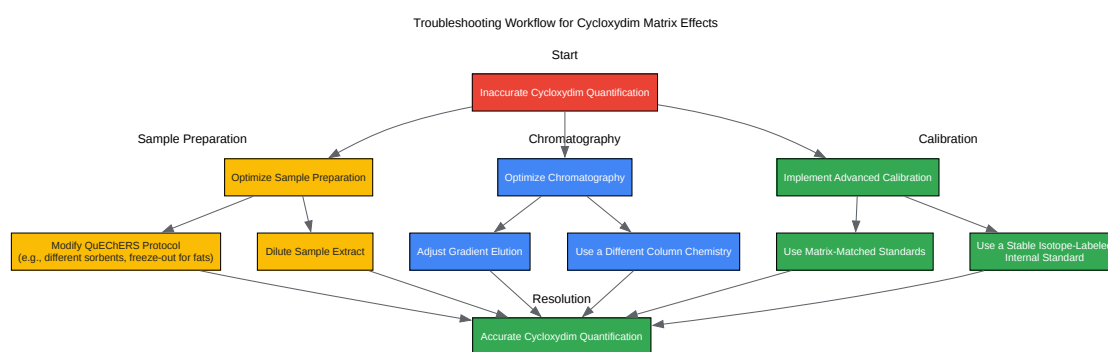 Troubleshooting Workflow for Cycloxydim Matrix Effects
Start
Inaccurate Cycloxydim Quantification
Sample Preparation
Chromatography
Calibration
Optimize Sample Preparation
Optimize Chromatography
Implement Advanced Calibration
Modify QuEChERS Protocol
(e.g., different sorbents, freeze-out for fats)
Dilute Sample Extract
Adjust Gradient Elution
Use a Different Column Chemistry
Use Matrix-Matched Standards
Use a Stable Isotope-Labeled
Internal Standard
Resolution
Accurate Cycloxydim Quantification